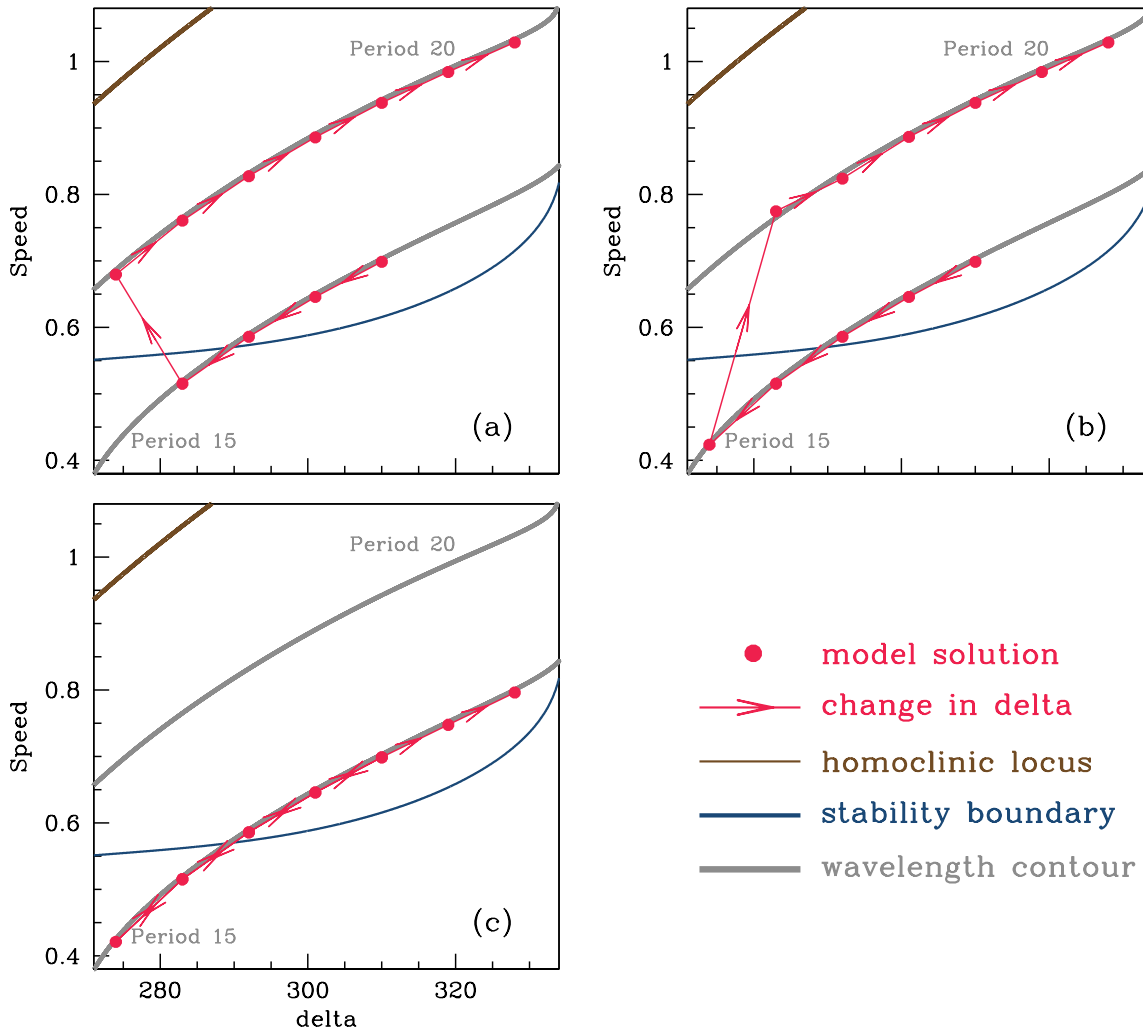 Period 20
1
0.8
0.6
0.4
Speed
Period 15
(a)
Period 20
1
0.8
0.6
0.4
Speed
Period 15
(b)
Period 20
1
0.8
0.6
0.4
Speed
Period 15
(c)
280
300
320
delta
model solution
change in delta
homoclinic locus
stability boundary
wavelength contour